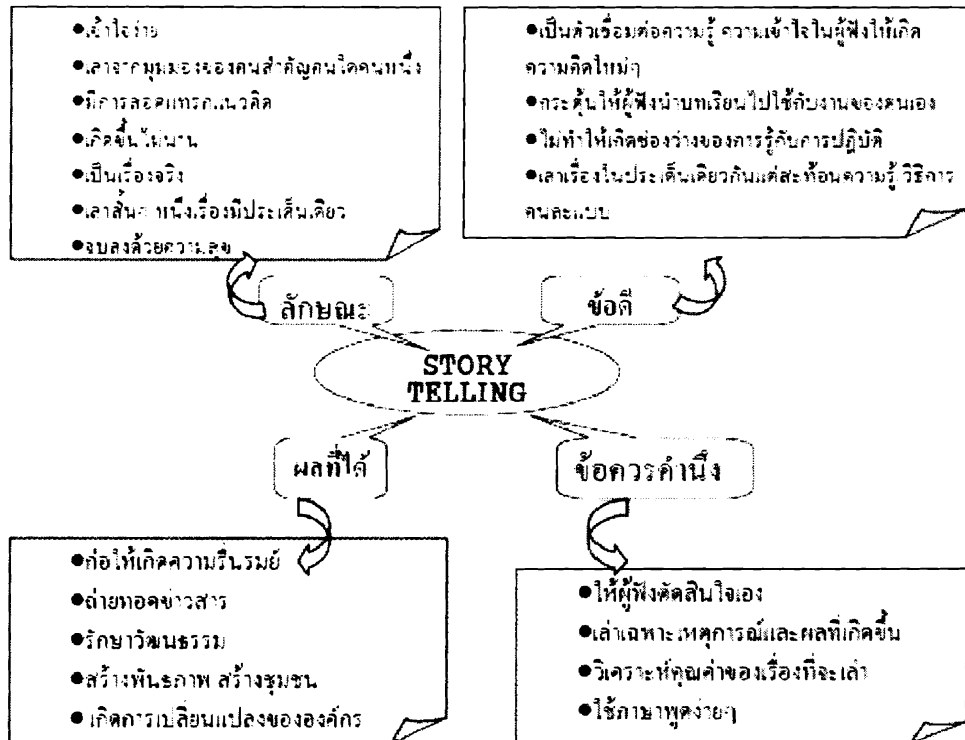 ●เข้าใจง่าย
●เล่าจากมุมมองของคนสำคัญคนใดคนหนึ่ง
●มีการสอดแทรกแนวคิด
●เกิดขึ้นไม่นาน
●เป็นเรื่องจริง
●เล่าสั้นๆ หนึ่งเรื่องมีประเด็นเดียว
●จบลงด้วยความสุข
●เป็นตัวเชื่อมต่อความรู้ ความเข้าใจในผู้ฟังให้เกิด
ความคิดใหม่ๆ
●กระตุ้นให้ผู้ฟังนำบทเรียนไปใช้กับงานของตนเอง
●ไม่ทำให้เกิดช่องว่างของการรู้กับการปฏิบัติ
●เล่าเรื่องในประเด็นเดียวกันแต่สะท้อนความรู้ วิธีการ
คนละแบบ
ลักษณะ
ข้อดี
STORY
TELLING
ผลที่ได้
ข้อควรคำนึง
●ก่อให้เกิดความรื่นรมย์
●ถ่ายทอดข่าวสาร
●รักษาวัฒนธรรม
●สร้างพันธภาพ สร้างชุมชน
● เกิดการเปลี่ยนแปลงขององค์กร
●ให้ผู้ฟังตัดสินใจเอง
●เล่าเฉพาะเหตุการณ์และผลที่เกิดขึ้น
●วิเคราะห์คุณค่าของเรื่องที่จะเล่า
●ใช้ภาษาพูดง่ายๆ